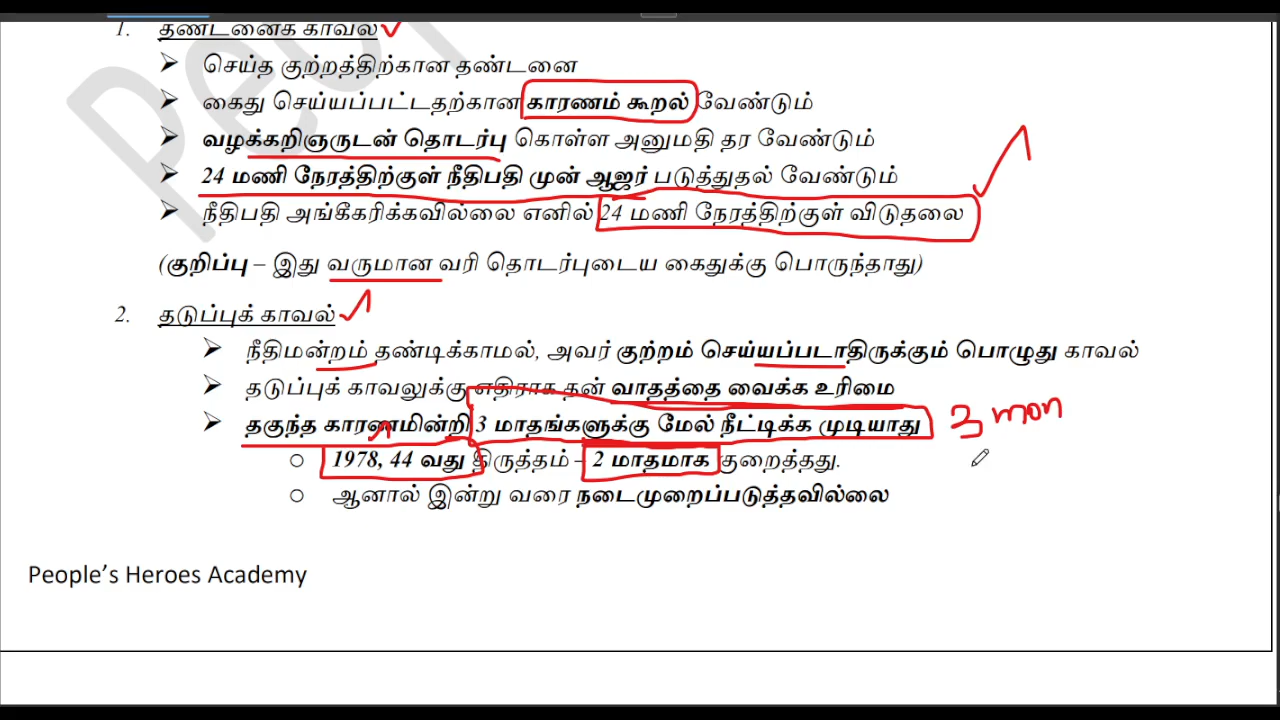 1. தண்டனைக் காவல்
➤ செய்த குற்றத்திற்கான தண்டனை
➤ கைது செய்யப்பட்டதற்கான காரணம் கூறல் வேண்டும்
➤ வழக்கறிஞருடன் தொடர்பு கொள்ள அனுமதி தர வேண்டும்
➤ 24 மணி நேரத்திற்குள் நீதிபதி முன் ஆஜர் படுத்துதல் வேண்டும்
➤ நீதிபதி அங்கீகரிக்கவில்லை எனில் 24 மணி நேரத்திற்குள் விடுதலை
(குறிப்பு – இது வருமான வரி தொடர்புடைய கைதுக்கு பொருந்தாது)
2. தடுப்புக் காவல்
➤ நீதிமன்றம் தண்டிக்காமல், அவர் குற்றம் செய்யப்படாதிருக்கும் பொழுது காவல்
➤ தடுப்புக் காவலுக்கு எதிராக தன் வாதத்தை வைக்க உரிமை
➤ தகுந்த காரணமின்றி 3 மாதங்களுக்கு மேல் நீட்டிக்க முடியாது 3 mon
○ 1978, 44 வது திருத்தம் – 2 மாதமாக குறைத்தது.
○ ஆனால் இன்று வரை நடைமுறைப்படுத்தவில்லை
People's Heroes Academy